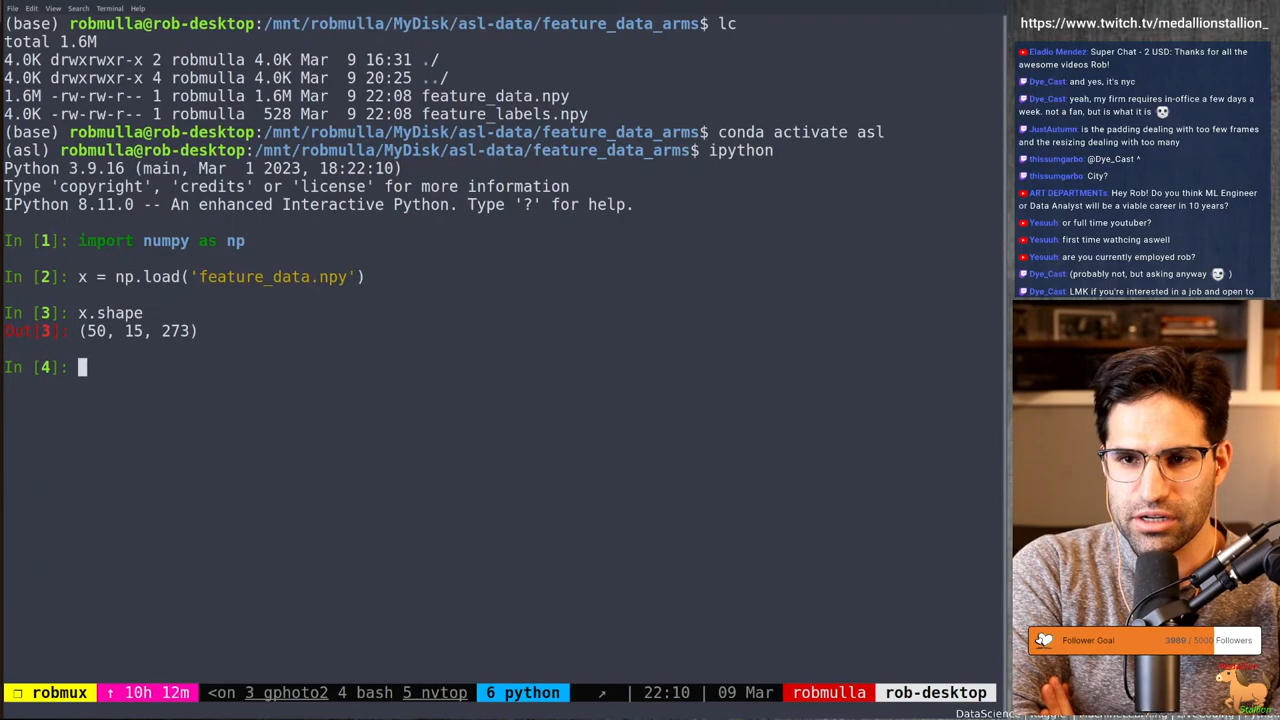 File Edit View Search Terminal Help
(base) robmulla@rob-desktop:/mnt/robmulla/MyDisk/asl-data/feature_data_arms$ lc
total 1.6M
4.0K drwxrwxr-x 2 robmulla 4.0K Mar  9 16:31 ./
4.0K drwxrwxr-x 4 robmulla 4.0K Mar  9 20:25 ../
1.6M -rw-rw-r-- 1 robmulla 1.6M Mar  9 22:08 feature_data.npy
4.0K -rw-rw-r-- 1 robmulla  528 Mar  9 22:08 feature_labels.npy
(base) robmulla@rob-desktop:/mnt/robmulla/MyDisk/asl-data/feature_data_arms$ conda activate asl
(asl) robmulla@rob-desktop:/mnt/robmulla/MyDisk/asl-data/feature_data_arms$ ipython
Python 3.9.16 (main, Mar  1 2023, 18:22:10)
Type 'copyright', 'credits' or 'license' for more information
IPython 8.11.0 -- An enhanced Interactive Python. Type '?' for help.
In [1]: import numpy as np
In [2]: x = np.load('feature_data.npy')
In [3]: x.shape
Out[3]: (50, 15, 273)
In [4]:
❐ robmux ↑ 10h 12m <on 3 gphoto2 4 bash 5 nvtop 6 python ↗ | 22:10 | 09 Mar robmulla rob-desktop
https://www.twitch.tv/medallionstallion_
Eladio Mendez: Super Chat - 2 USD: Thanks for all the
awesome videos Rob!
Dye_Cast: and yes, it's nyc
Dye_Cast: yeah, my firm requires in-office a few days a
week. not a fan, but is what it is
JustAutumn: is the padding dealing with too few frames
and the resizing dealing with too many
thissumgarbo: @Dye_Cast ^
thissumgarbo: City?
ART DEPARTMENTs: Hey Rob! Do you think ML Engineer
or Data Analyst will be a viable career in 10 years?
Yesuuh: or full time youtuber?
Yesuuh: first time wathcing aswell
Yesuuh: are you currently employed rob?
Dye_Cast: (probably not, but asking anyway )
Dye_Cast: LMK if you're interested in a job and open to
Follower Goal 3989 / 5000 Followers
Stallion